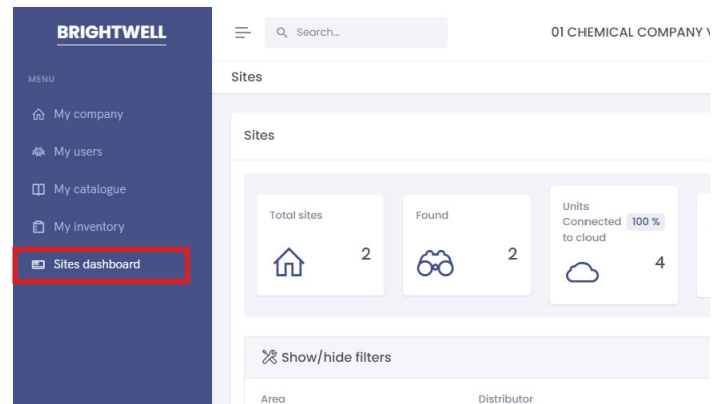 BRIGHTWELL
MENU
My company
My users
My catalogue
My inventory
Sites dashboard
Search...
01 CHEMICAL COMPANY
Sites
Sites
Total sites
2
Found
2
Units
Connected 100 %
to cloud
4
Show/hide filters
Area
Distributor